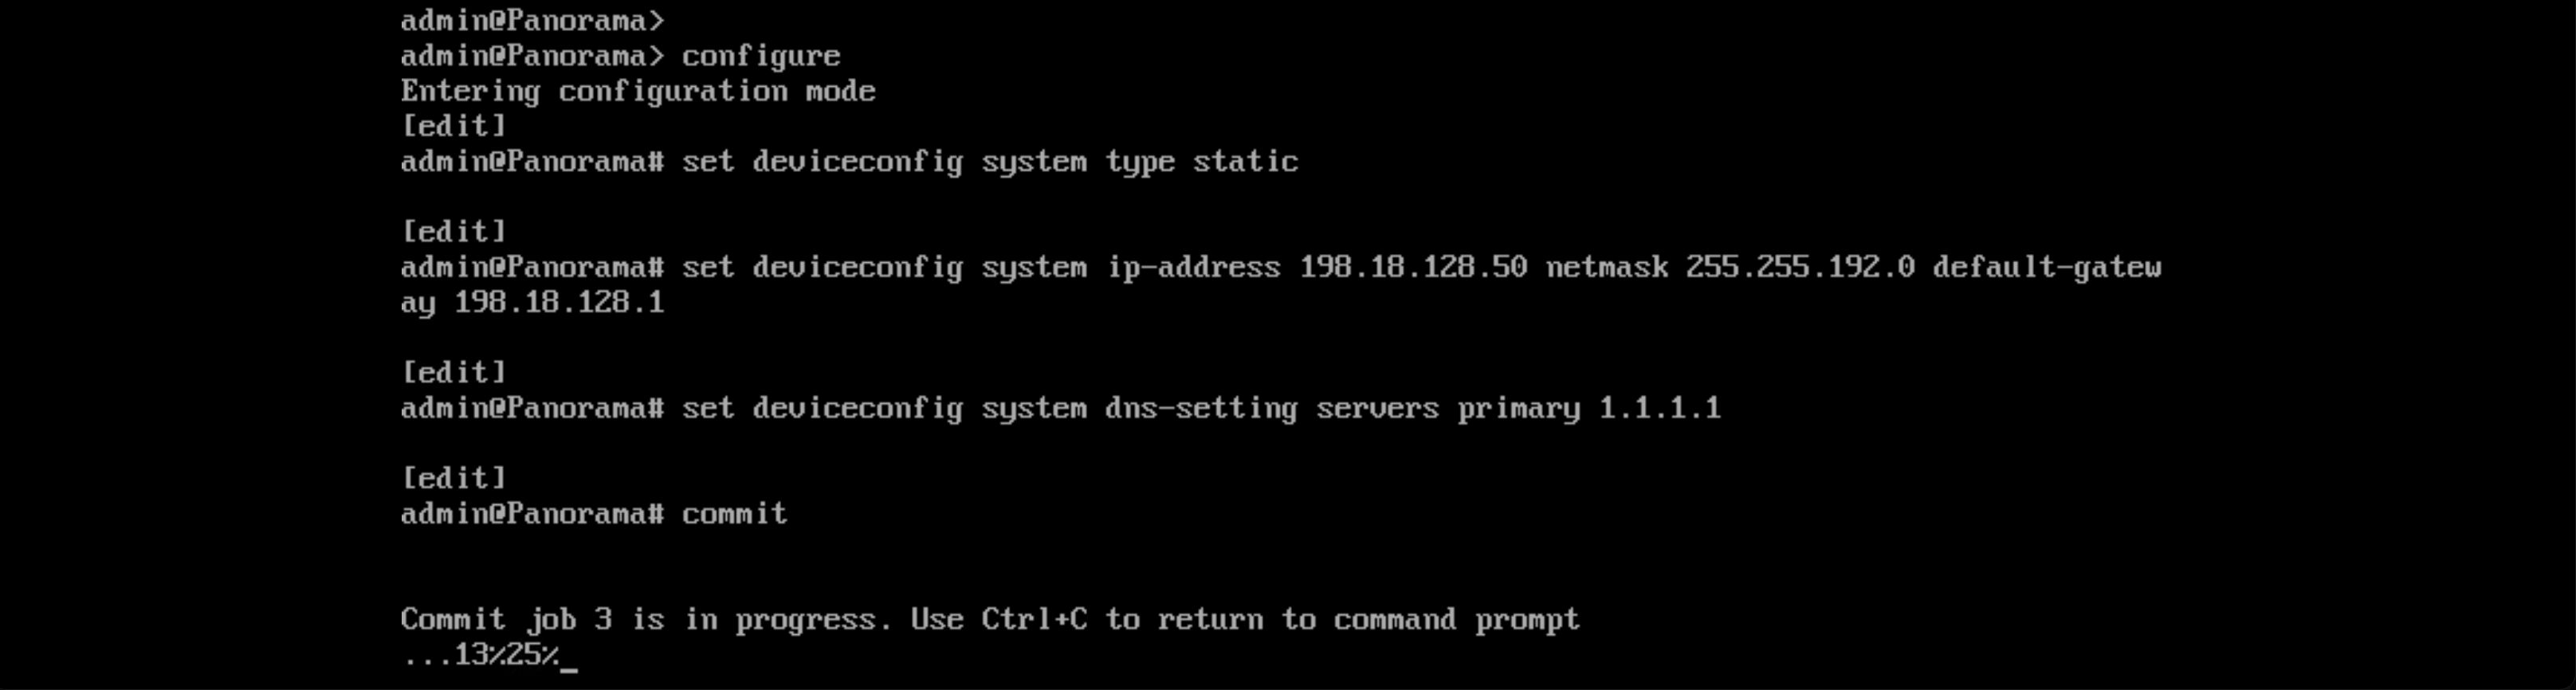 admin@Panorama>
admin@Panorama> configure
Entering configuration mode
[edit]
admin@Panorama# set deviceconfig system type static
[edit]
admin@Panorama# set deviceconfig system ip-address 198.18.128.50 netmask 255.255.192.0 default-gatew
ay 198.18.128.1
[edit]
admin@Panorama# set deviceconfig system dns-setting servers primary 1.1.1.1
[edit]
admin@Panorama# commit
Commit job 3 is in progress. Use Ctrl+C to return to command prompt
...13%25%_